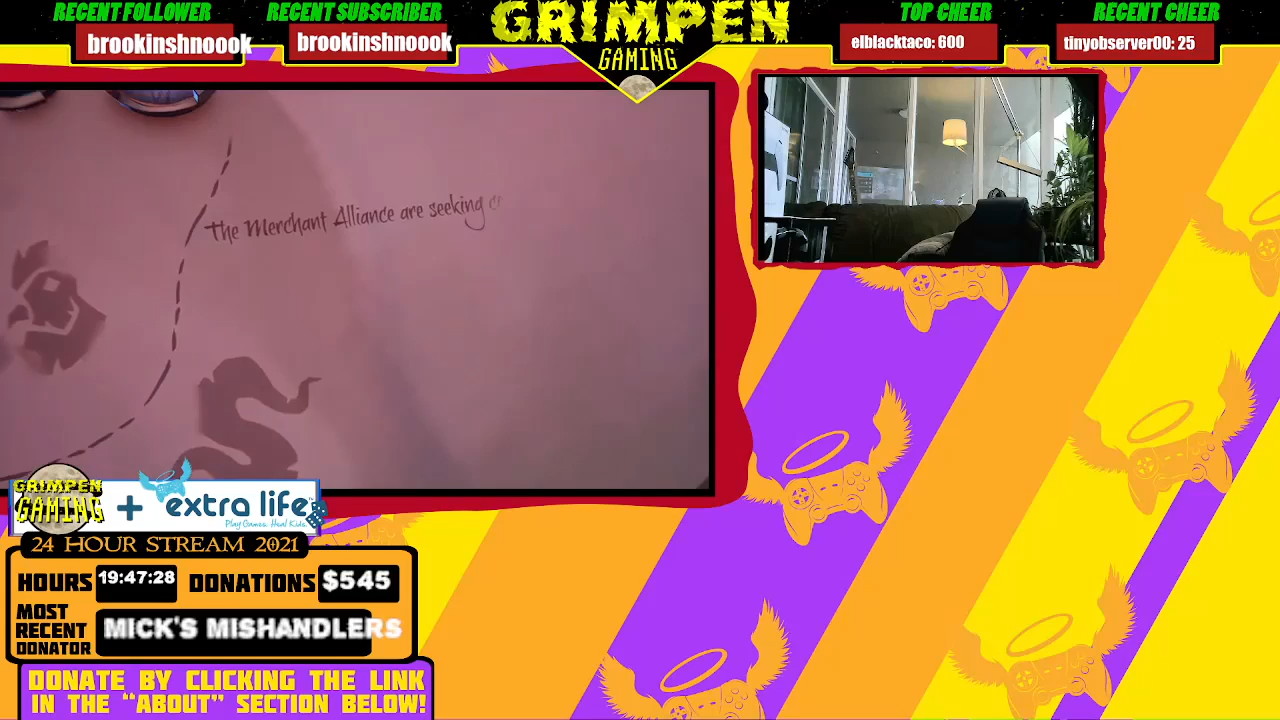 RECENT FOLLOWER
brookinshnoook
RECENT SUBSCRIBER
brookinshnoook
GRIMPEN
GAMING
TOP CHEER
elblacktaco: 600
RECENT CHEER
tinyobserver00: 25
The Merchant Alliance are seeking
GRIMPEN
GAMING
+
extra life
Play Games. Heal Kids.
24 HOUR STREAM 2021
HOURS 19:47:28 DONATIONS $545
MOST
RECENT
DONATOR
MICK'S MISHANDLERS
DONATE BY CLICKING THE LINK
IN THE "ABOUT" SECTION BELOW!